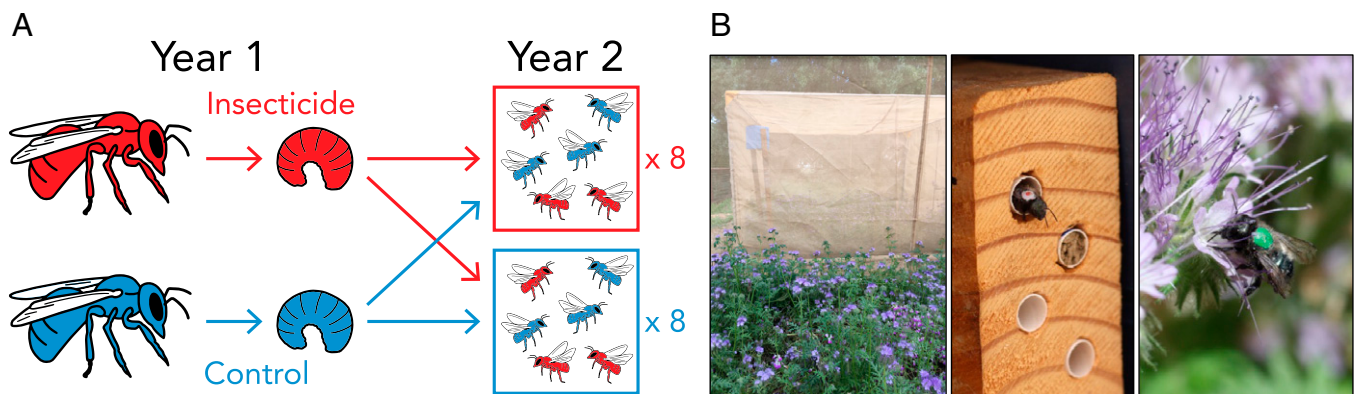 A
B
Year 1
Year 2
Insecticide
x 8
x 8
Control